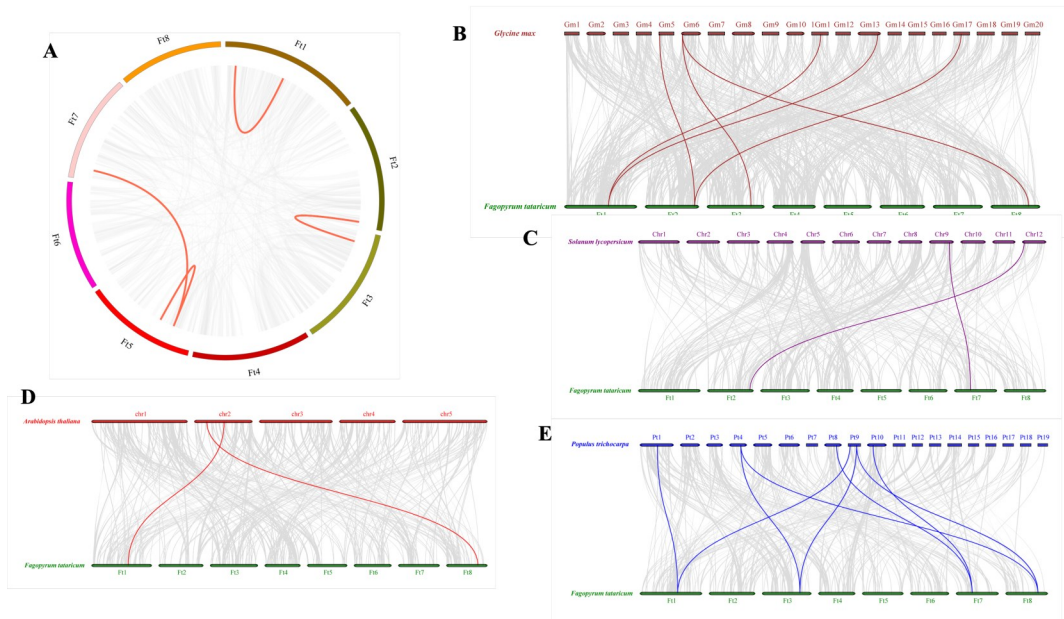 A
Ft8
Ft1
Ft7
Ft2
Ft6
Ft3
Ft5
Ft4
B
Gm1 Gm2 Gm3 Gm4 Gm5 Gm6 Gm7 Gm8 Gm9 Gm10 1Gm1 Gm12 Gm13 Gm14 Gm15 Gm16 Gm17 Gm18 Gm19 Gm20
Glycine max
Fagopyrum tataricum
Ft1 Ft2 Ft3 Ft4 Ft5 Ft6 Ft7 Ft8
C
Chr1 Chr2 Chr3 Chr4 Chr5 Chr6 Chr7 Chr8 Chr9 Chr10 Chr11 Chr12
Solanum lycopersicum
Fagopyrum tataricum
Ft1 Ft2 Ft3 Ft4 Ft5 Ft6 Ft7 Ft8
D
chr1 chr2 chr3 chr4 chr5
Arabidopsis thaliana
Fagopyrum tataricum
Ft1 Ft2 Ft3 Ft4 Ft5 Ft6 Ft7 Ft8
E
Pt1 Pt2 Pt3 Pt4 Pt5 Pt6 Pt7 Pt8 Pt9 Pt10 Pt11 Pt12 Pt13 Pt14 Pt15 Pt16 Pt17 Pt18 Pt19
Populus trichocarpa
Fagopyrum tataricum
Ft1 Ft2 Ft3 Ft4 Ft5 Ft6 Ft7 Ft8